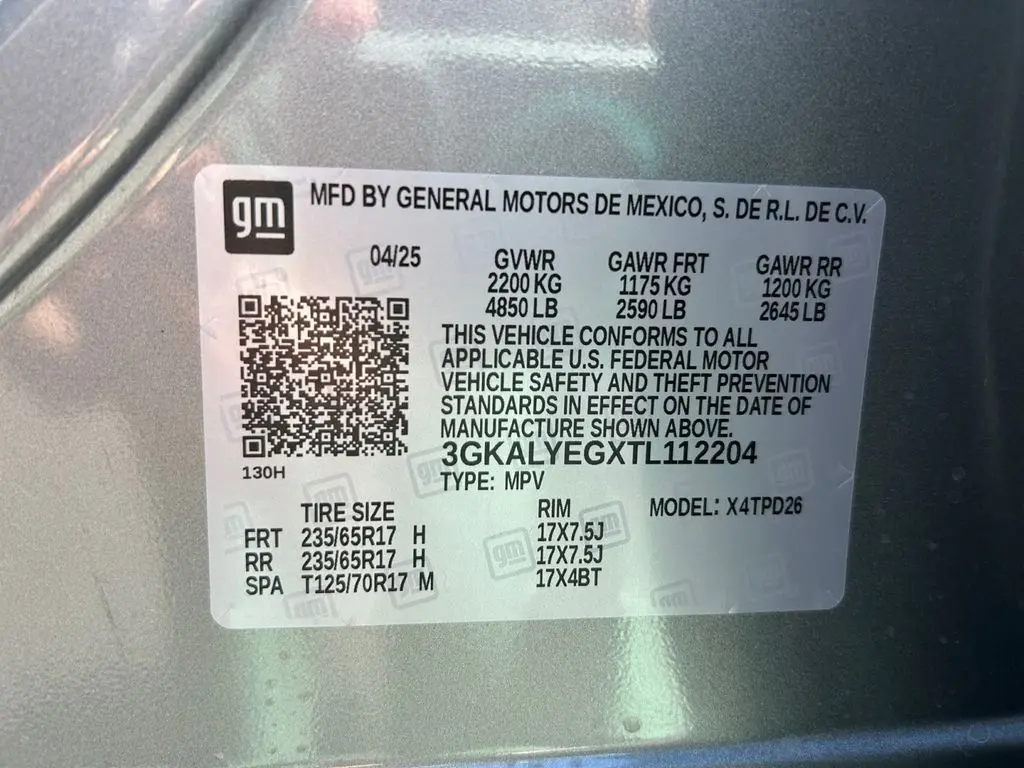 gm
MFD BY GENERAL MOTORS DE MEXICO, S. DE R.L. DE C.V.
04/25
GVWR
2200 KG
4850 LB
GAWR FRT
1175 KG
2590 LB
GAWR RR
1200 KG
2645 LB
THIS VEHICLE CONFORMS TO ALL
APPLICABLE U.S. FEDERAL MOTOR
VEHICLE SAFETY AND THEFT PREVENTION
STANDARDS IN EFFECT ON THE DATE OF
MANUFACTURE SHOWN ABOVE.
3GKALYEGXTL112204
TYPE: MPV
130H
TIRE SIZE RIM MODEL: X4TPD26
FRT 235/65R17 H 17X7.5J
RR 235/65R17 H 17X7.5J
SPA T125/70R17 M 17X4BT